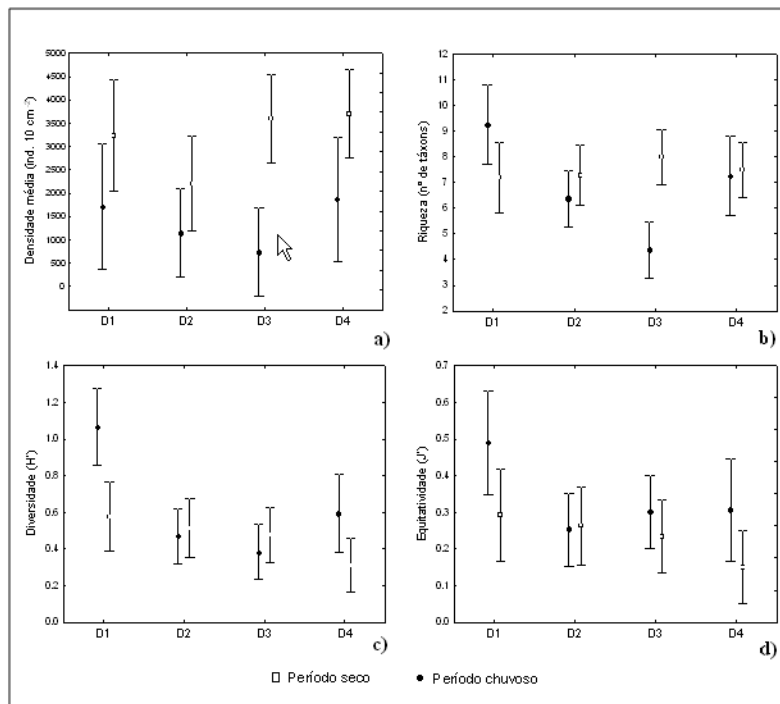 Densidade média (ind. 10 cm⁻²)
5000
4500
4000
3500
3000
2500
2000
1500
1000
500
0
D1 D2 D3 D4
a)
Riqueza (nº de táxons)
12
11
10
9
8
7
6
5
4
3
2
D1 D2 D3 D4
b)
Diversidade (H')
1.4
1.2
1.0
0.8
0.6
0.4
0.2
0.0
D1 D2 D3 D4
c)
Equitatividade (J')
0.7
0.6
0.5
0.4
0.3
0.2
0.1
0.0
D1 D2 D3 D4
d)
Período seco
Período chuvoso